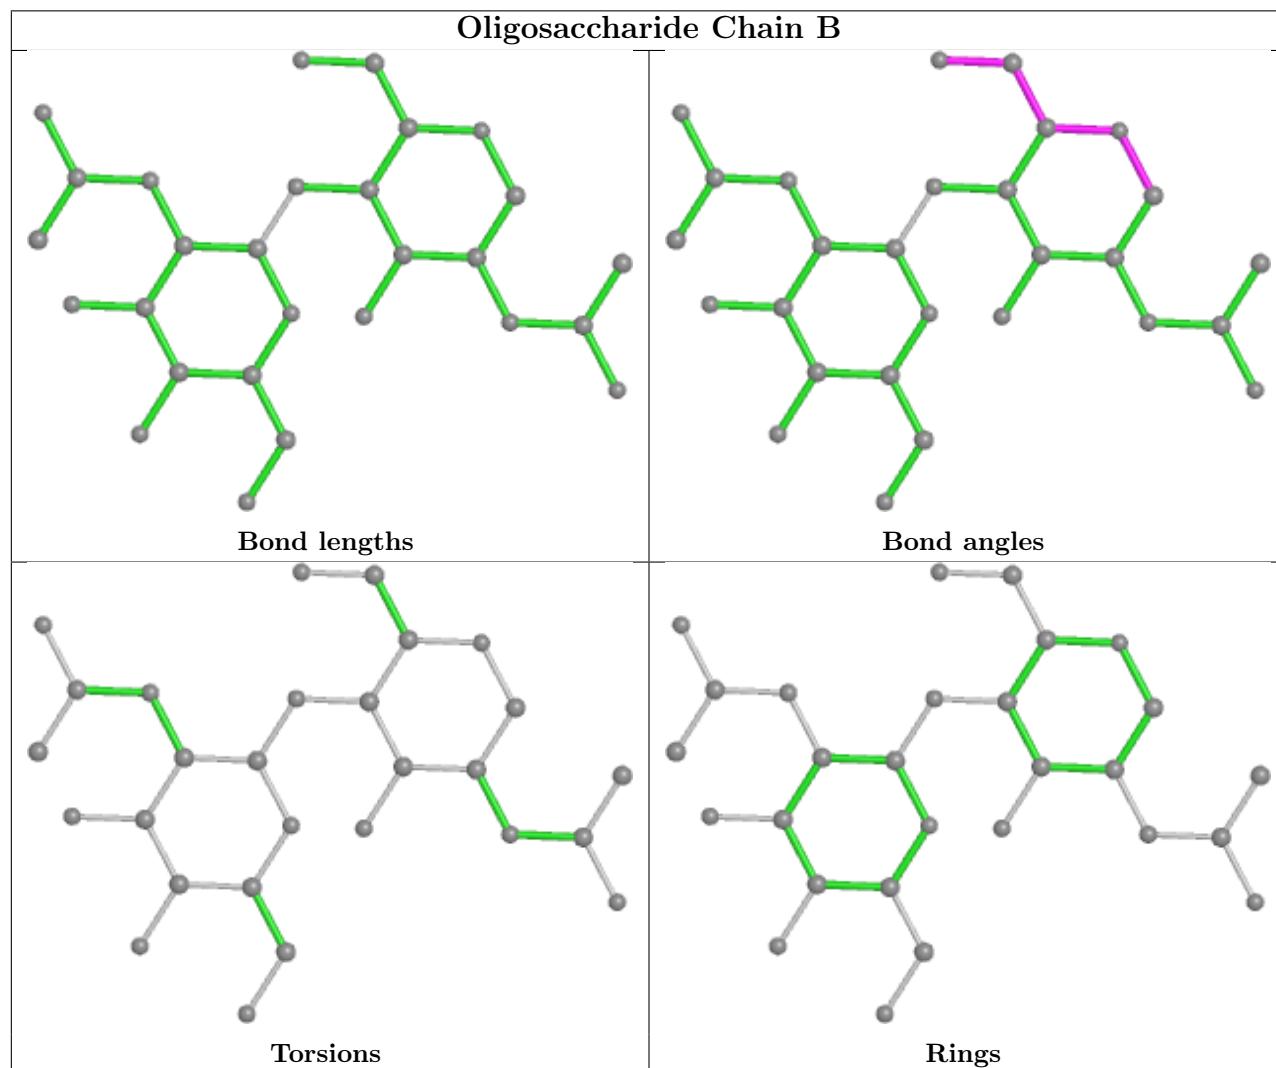 Oligosaccharide Chain B
Bond lengths
Bond angles
Torsions
Rings